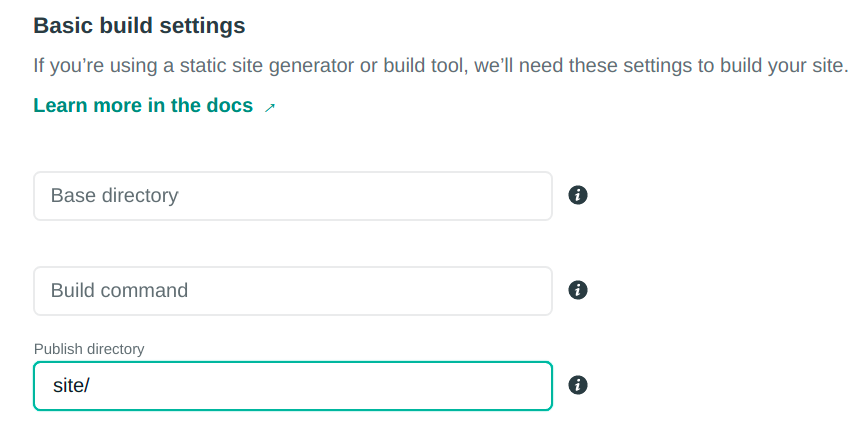 Basic build settings
If you’re using a static site generator or build tool, we’ll need these settings to build your site.
Learn more in the docs ↗
Base directory
Build command
Publish directory
site/